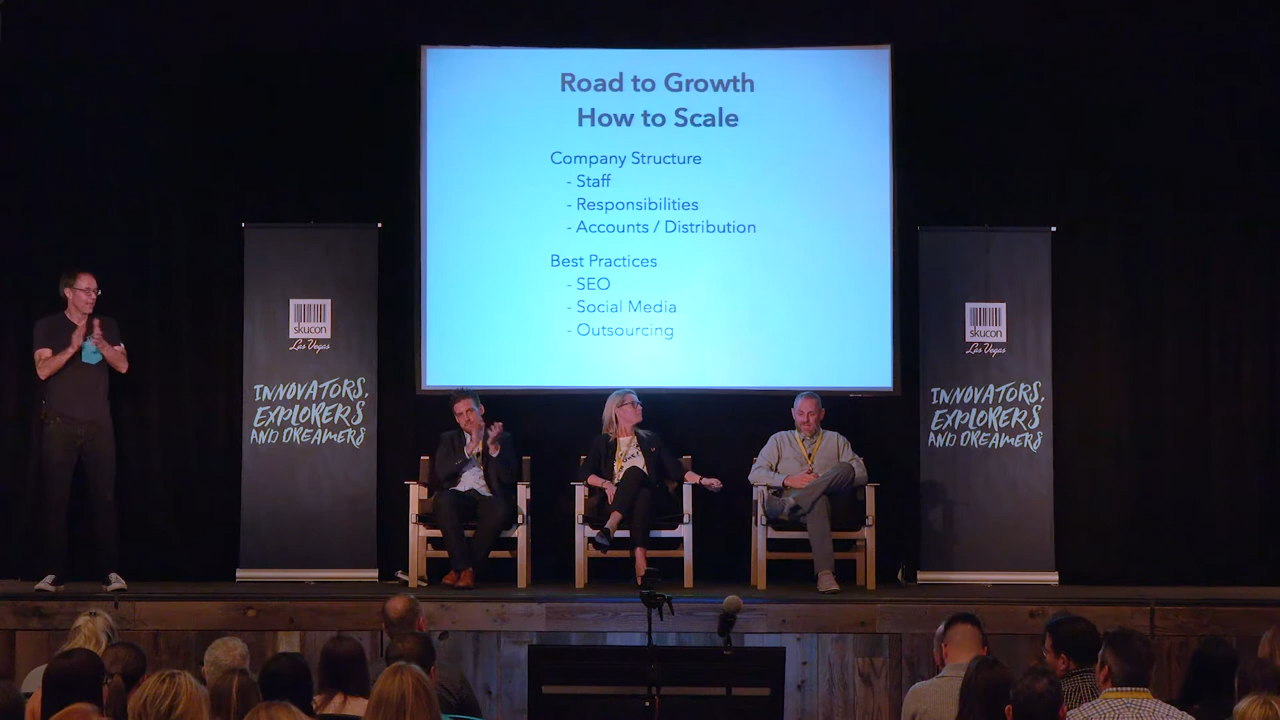 Road to Growth
How to Scale
Company Structure
- Staff
- Responsibilities
- Accounts / Distribution
Best Practices
- SEO
- Social Media
- Outsourcing
skucon
Las Vegas
INNOVATORS,
EXPLORERS
AND DREAMERS
skucon
Las Vegas
INNOVATORS,
EXPLORERS
AND DREAMERS